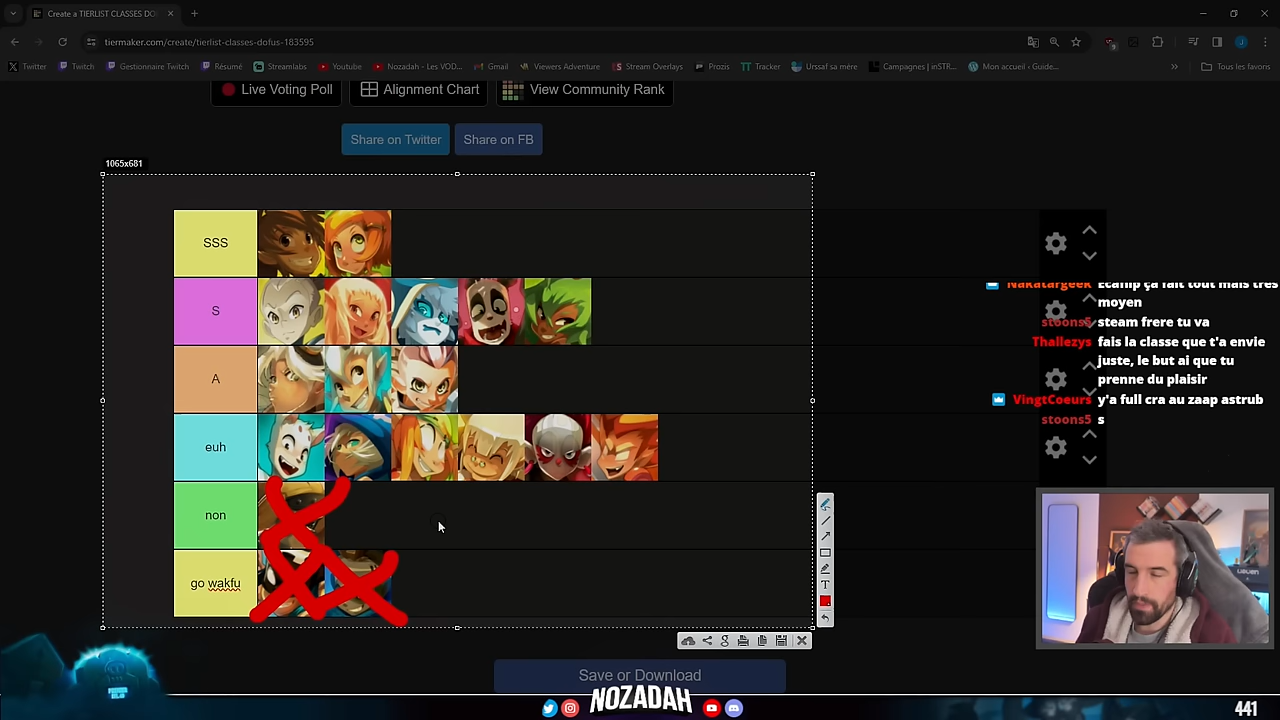 Create a TIERLIST CLASSES DO
tiermaker.com/create/tierlist-classes-dofus-183595
Twitter
Twitch
Gestionnaire Twitch
Résumé
Streamlabs
Youtube
Nozadah - Les VOD...
Gmail
Viewers Adventure
Stream Overlays
Prozis
TT Tracker
Urssaf sa mère
Campagnes | inSTR...
Mon accueil ‹ Guide...
»
Tous les favoris
Live Voting Poll
Alignment Chart
View Community Rank
Share on Twitter
Share on FB
1065x681
SSS
S
A
euh
non
go wakfu
Nakatargeek Ecanip ça fait tout mais très
moyen
stoons5 steam frere tu va
Thallezys fais la classe que t'a envie
juste, le but ai que tu
prenne du plaisir
VingtCoeurs y'a full cra au zaap astrub
stoons5 s
T
Save or Download
NOZADAH
441